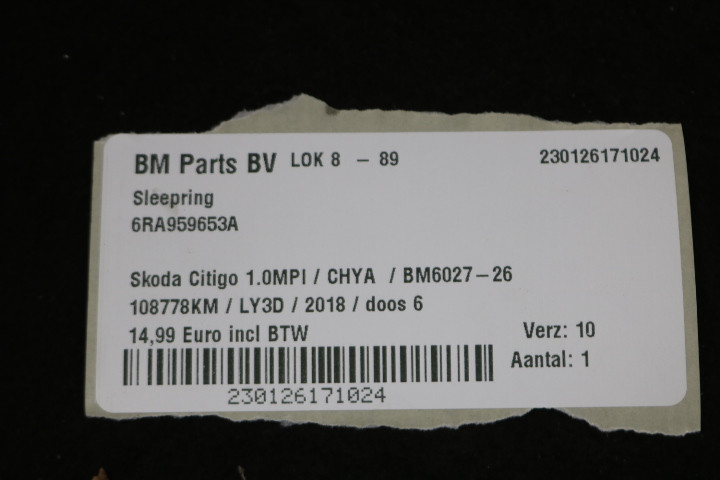 BM Parts BV LOK 8 - 89 230126171024
Sleepring
6RA959653A
Skoda Citigo 1.0MPI / CHYA / BM6027-26
108778KM / LY3D / 2018 / doos 6
14,99 Euro incl BTW Verz: 10
Aantal: 1
230126171024